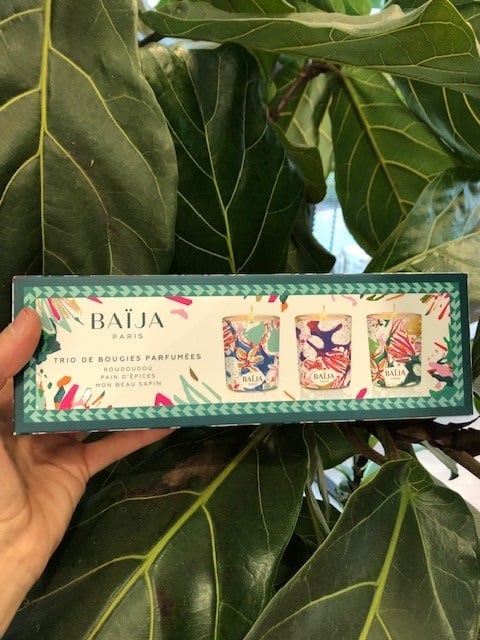 BAÏJA
PARIS
TRIO DE BOUGIES PARFUMÉES
ROUDOUDOU
PAIN D'ÉPICES
MON BEAU SAPIN
BAÏJA
BAÏJA
BAÏJA